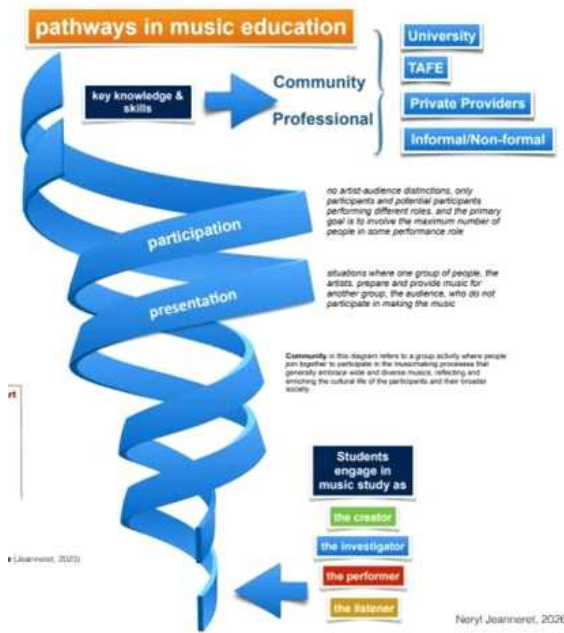 pathways in music education
key knowledge &
skills
Community
Professional
University
TAFE
Private Providers
Informal/Non-formal
participation
no artist-audience distinctions, only
participants and potential participants
performing different roles, and the primary
goal is to involve the maximum number of
people in some performance role
presentation
situations where one group of people, the
artists, prepare and provide music for
another group, the audience, who do not
participate in making the music
Community in this diagram refers to a group activity where people
join together to participate in the musicmaking processes that
generally embrace wide and diverse musics, reflecting and
enriching the cultural life of the participants and their broader
society
Students
engage in
music study as
the creator
the investigator
the performer
the listener
(Jeanneret, 2023)
Neryl Jeanneret, 2026